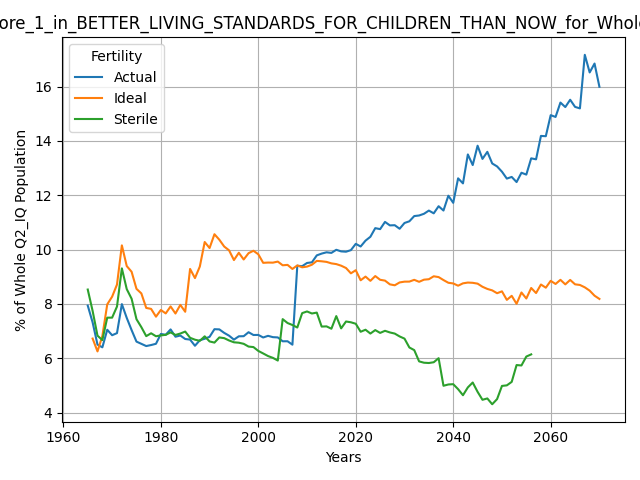 ore_1_in_BETTER_LIVING_STANDARDS_FOR_CHILDREN_THAN_NOW_for_Whole
Fertility
Actual
Ideal
Sterile
% of Whole Q2_IQ Population
16
14
12
10
8
6
4
1960
1980
2000
2020
2040
2060
Years